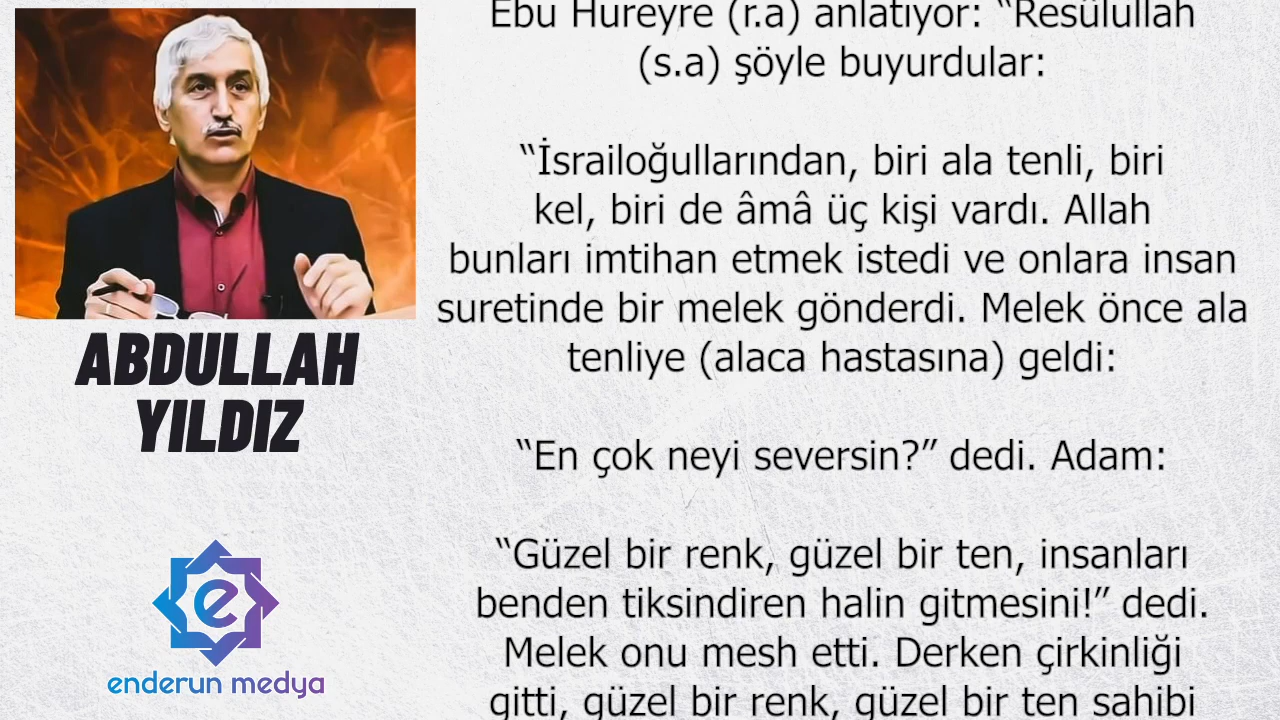 ABDULLAH
YILDIZ
e
enderun medya
Ebu Hureyre (r.a) anlatıyor: “Resûlullah
(s.a) şöyle buyurdular:
“İsrailoğullarından, biri ala tenli, biri
kel, biri de âmâ üç kişi vardı. Allah
bunları imtihan etmek istedi ve onlara insan
suretinde bir melek gönderdi. Melek önce ala
tenliye (alaca hastasına) geldi:
“En çok neyi seversin?” dedi. Adam:
“Güzel bir renk, güzel bir ten, insanları
benden tiksindiren halin gitmesini!” dedi.
Melek onu mesh etti. Derken çirkinliği
gitti, güzel bir renk, güzel bir ten sahibi